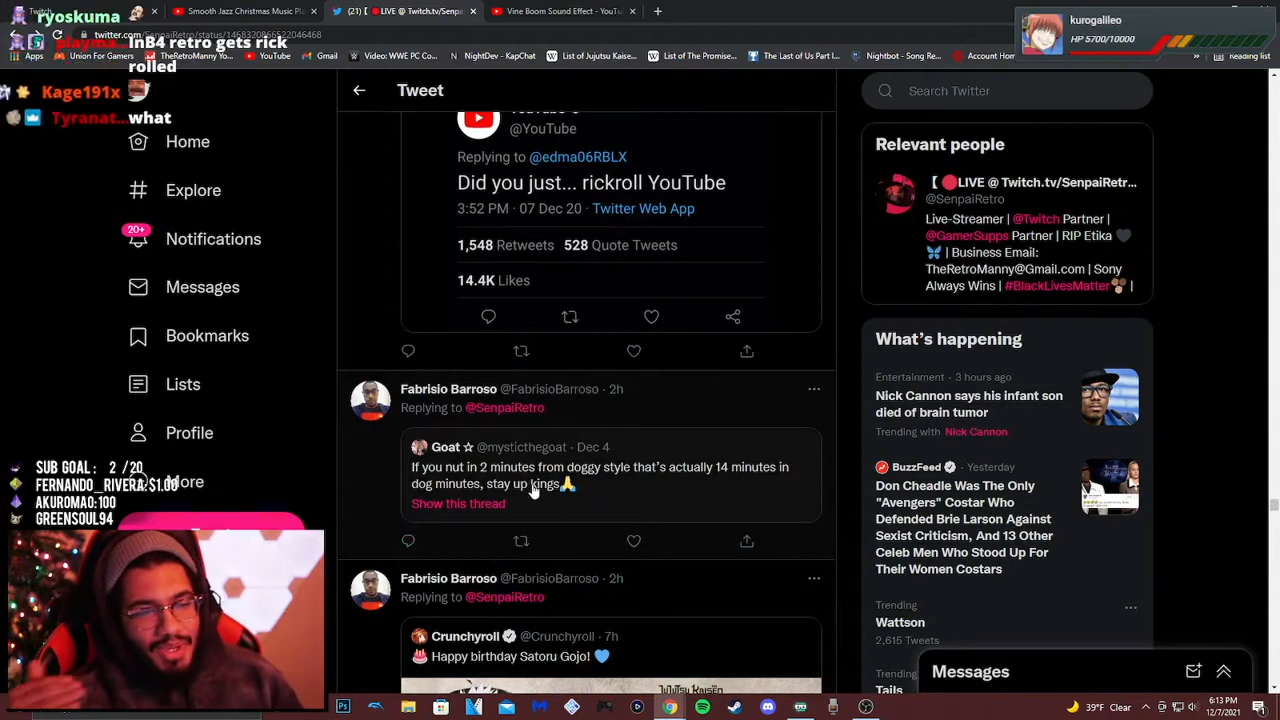 Twitch
Smooth Jazz Christmas Music Pl
(21) [🔴LIVE @ Twitch.tv/Senpa
Vine Boom Sound Effect - YouTub
twitter.com/SenpaiRetro/status/1468320866532046468
ryoskuma
playma... InB4 retro gets rick
rolled
Kage191x
Tyranat... what
Apps
Union For Gamers
TheRetroManny Yo
YouTube
Gmail
Video: WWE PC Co
NightDev - KapChat
List of Jujutsu Kaise
List of The Promise
The Last of Us Part I
Nightbot - Song Re
Account Hom
Reading list
kurogalileo
HP 5700/10000
Home
Explore
20+
Notifications
Messages
Bookmarks
Lists
Profile
More
SUB GOAL: 2 /20
FERNANDO_RIVERA:$1.00
AKUROMA0:100
GREENSOUL94
Tweet
@YouTube
Replying to @edma06RBLX
Did you just... rickroll YouTube
3:52 PM · 07 Dec 20 · Twitter Web App
1,548 Retweets 528 Quote Tweets
14.4K Likes
Fabrisio Barroso @FabrisioBarroso · 2h
Replying to @SenpaiRetro
Goat ☆ @mysticthegoat · Dec 4
If you nut in 2 minutes from doggy style that's actually 14 minutes in
dog minutes, stay up kings🙏
Show this thread
Fabrisio Barroso @FabrisioBarroso · 2h
Replying to @SenpaiRetro
Crunchyroll @Crunchyroll · 7h
🎂 Happy birthday Satoru Gojo! 💙
JUJUTSU KAISEN
Search Twitter
Relevant people
【🔴LIVE @ Twitch.tv/SenpaiRetro...
@SenpaiRetro
Live-Streamer | @Twitch Partner |
@GamerSupps Partner | RIP Etika 🖤
🦋 | Business Email:
TheRetroManny@Gmail.com | Sony
Always Wins | #BlackLivesMatter✊🏽 |
What's happening
Entertainment · 3 hours ago
Nick Cannon says his infant son
died of brain tumor
Trending with Nick Cannon
BuzzFeed · Yesterday
Don Cheadle Was The Only
"Avengers" Costar Who
Defended Brie Larson Against
Sexist Criticism, And 13 Other
Celeb Men Who Stood Up For
Their Women Costars
Trending
Wattson
2,615 Tweets
Trending
Tails
Messages
39°F Clear
6:13 PM
12/7/2021